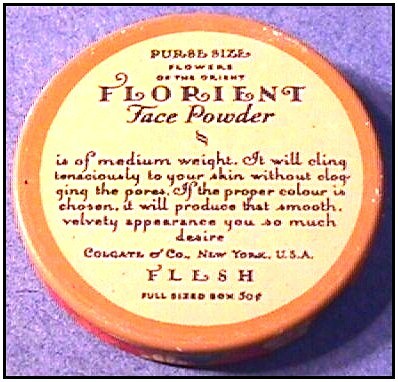 PURSE SIZE
FLOWERS
OF THE ORIENT
FLORIENT
Face Powder
is of medium weight. It will cling
tenaciously to your skin without clog-
ging the pores. If the proper colour is
chosen, it will produce that smooth,
velvety appearance you so much
desire
COLGATE & CO., NEW YORK, U.S.A.
FLESH
FULL SIZED BOX 50¢